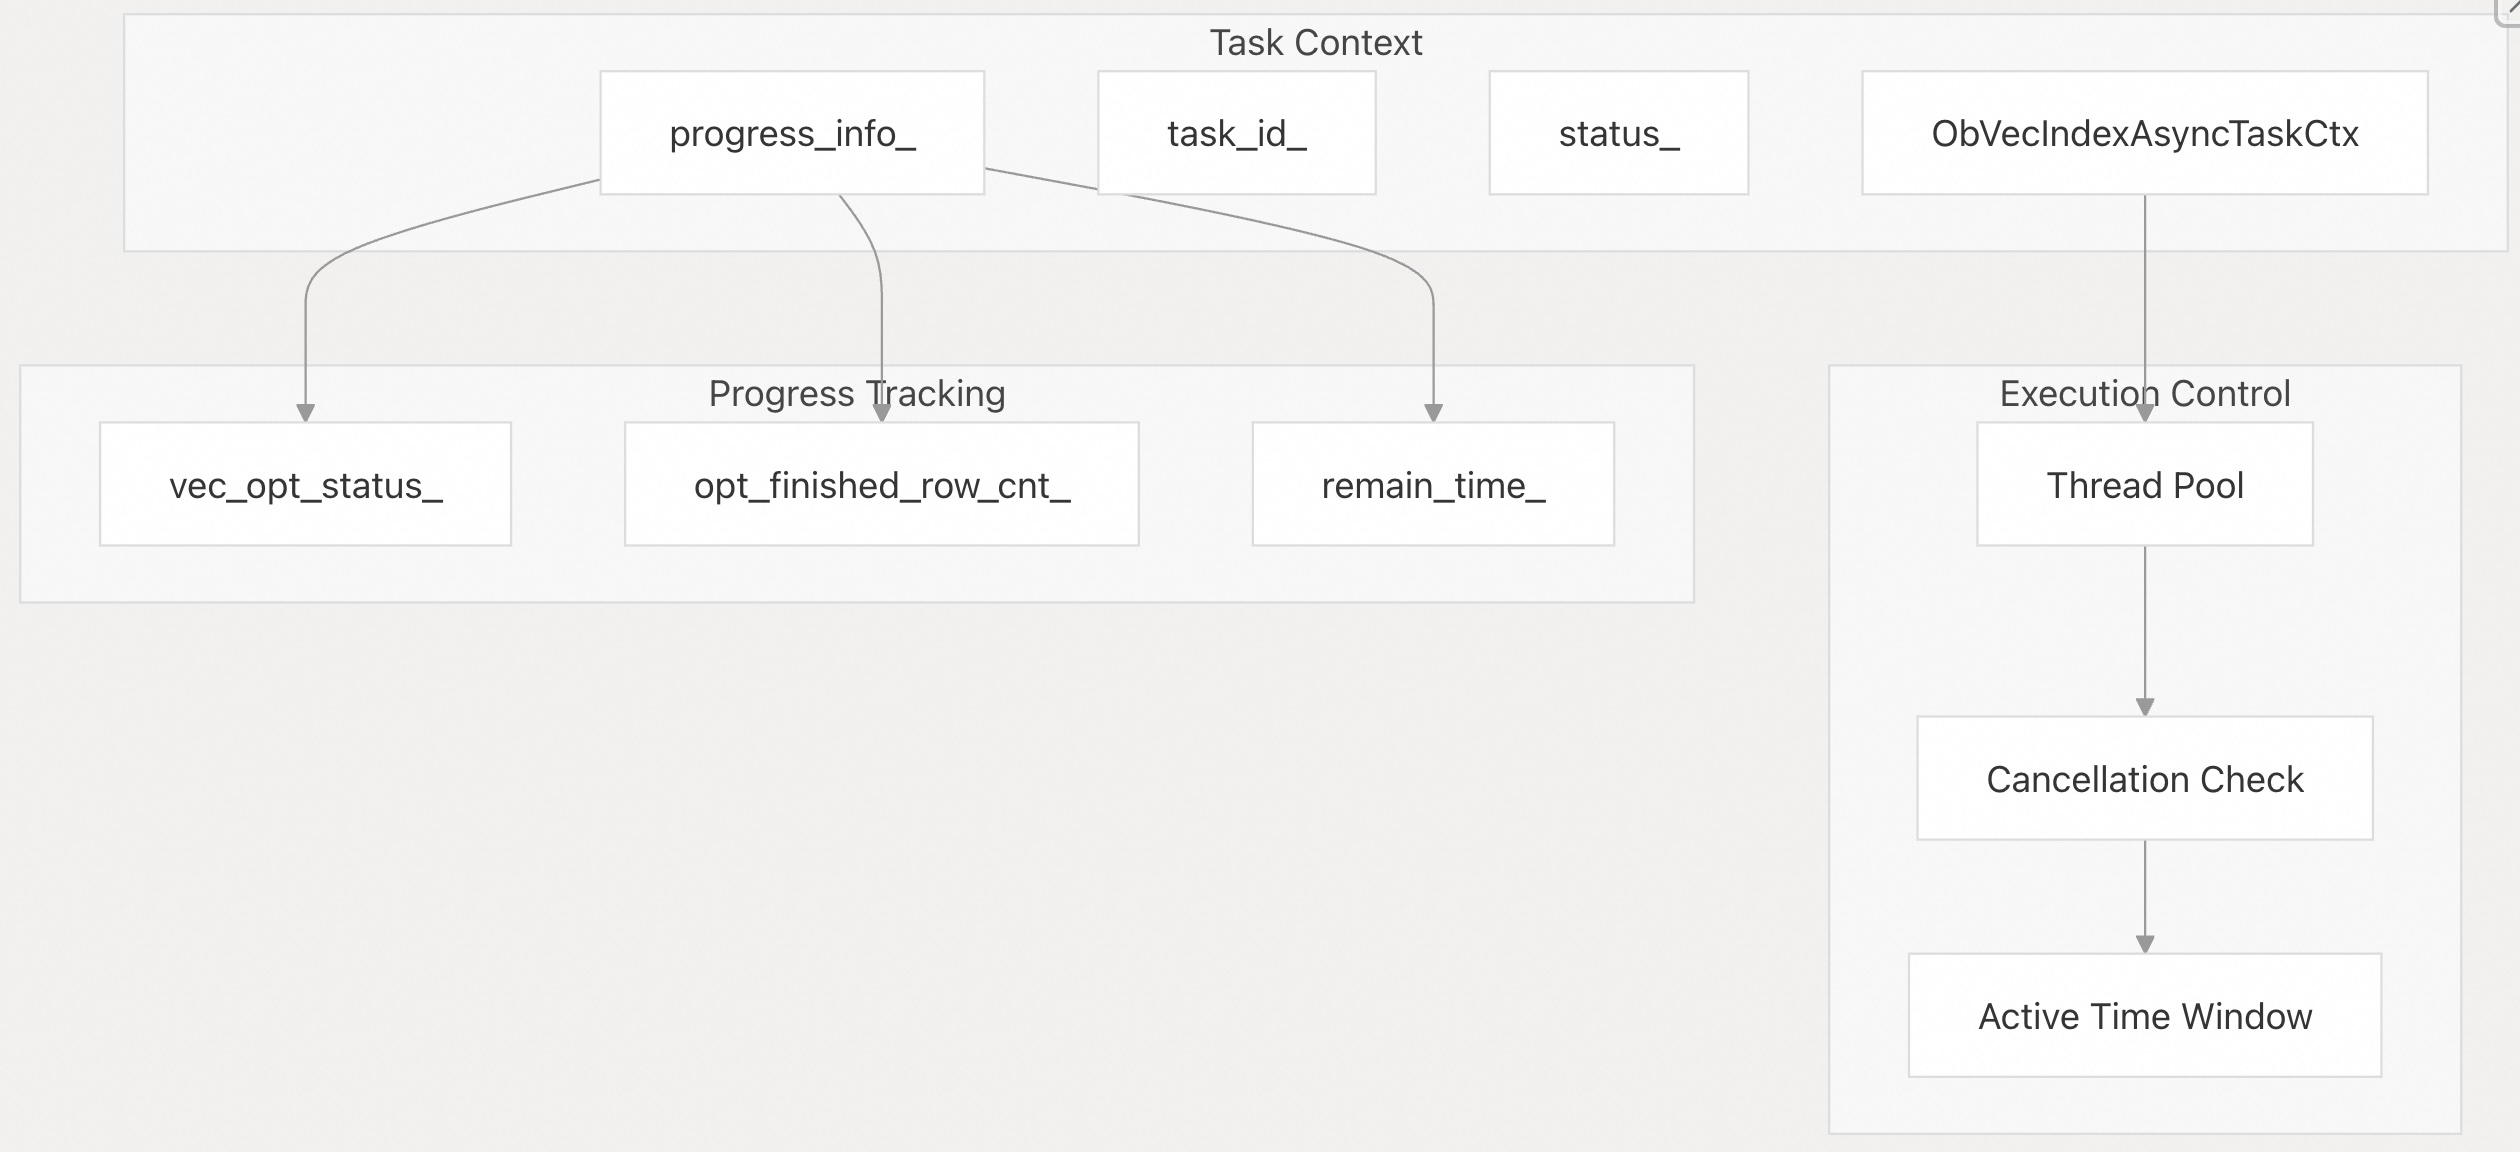 Task Context
progress_info_
task_id_
status_
ObVecIndexAsyncTaskCtx
Progress Tracking
vec_opt_status_
opt_finished_row_cnt_
remain_time_
Execution Control
Thread Pool
Cancellation Check
Active Time Window